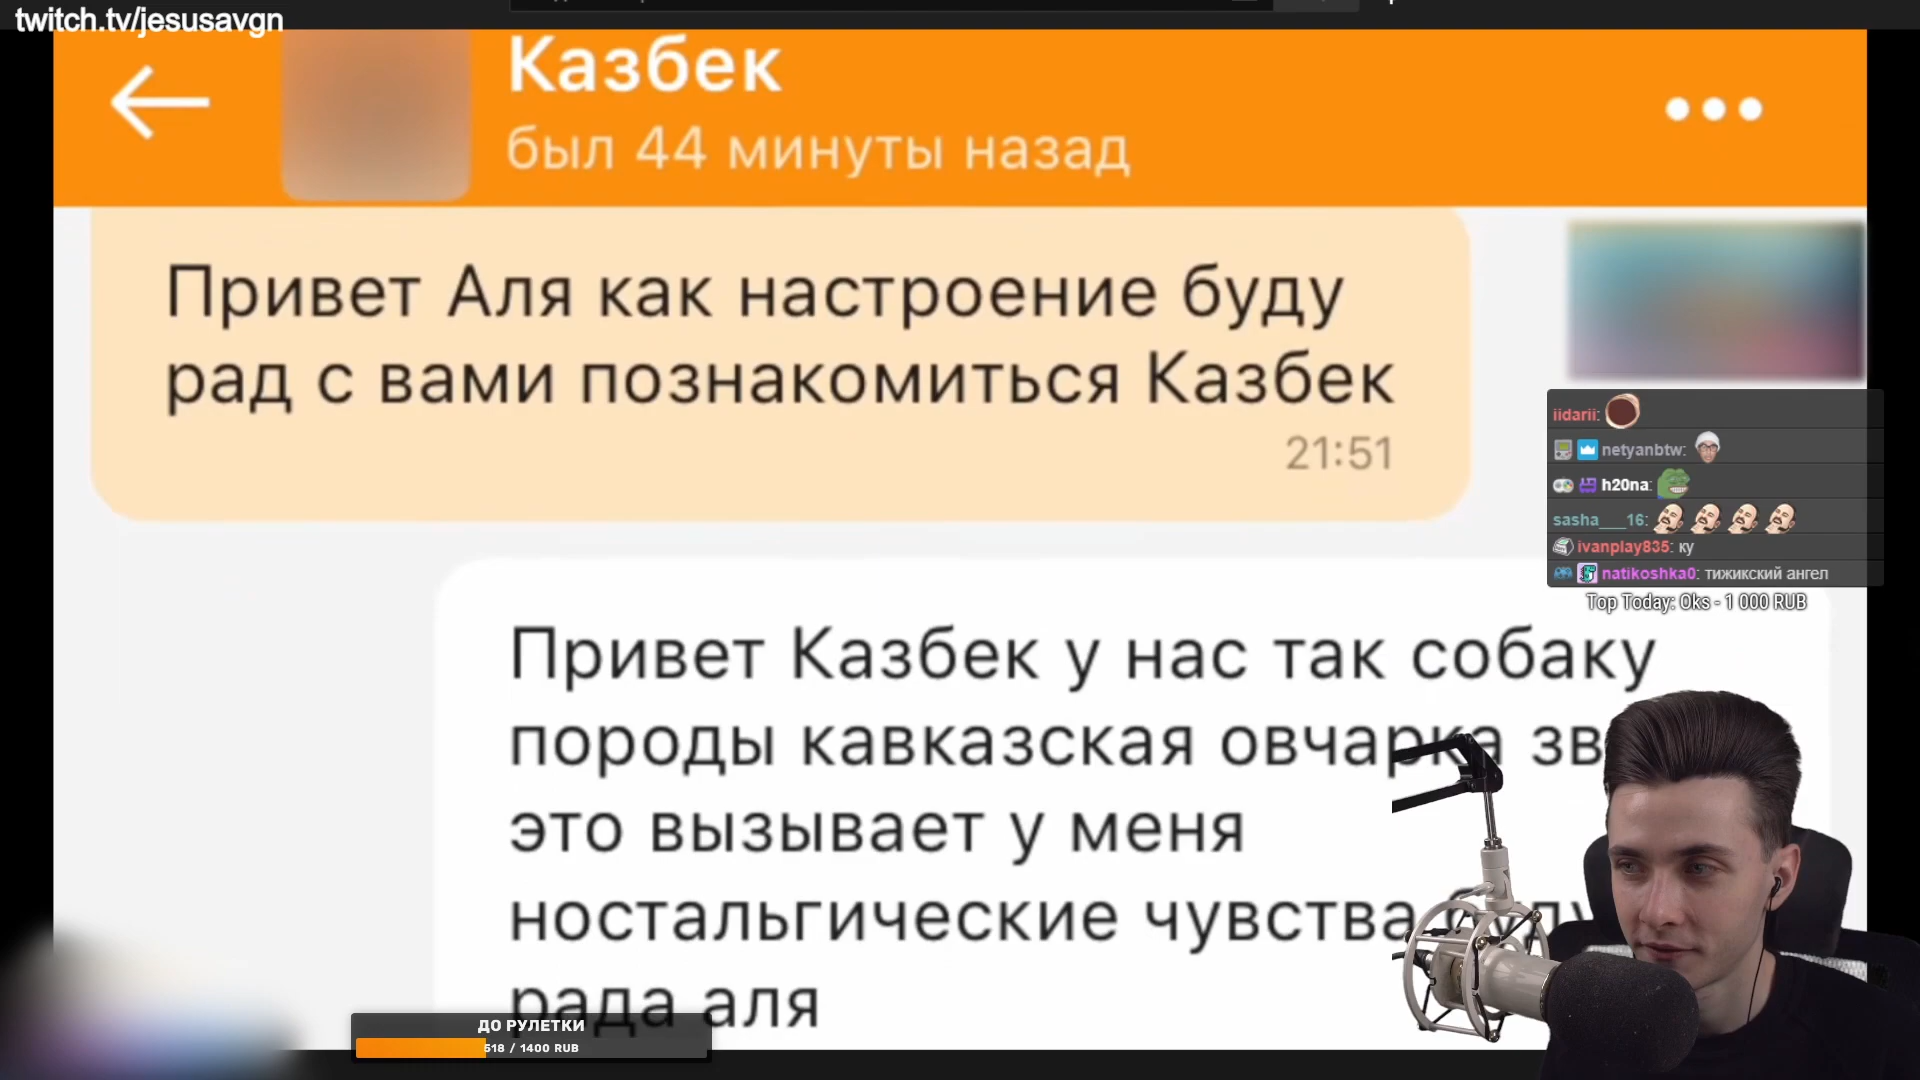 twitch.tv/jesusavgn
Казбек
был 44 минуты назад
Привет Аля как настроение буду
рад с вами познакомиться Казбек
21:51
iidarii:
netyanbtw:
h20na:
sasha___16:
ivanplay835: ку
natikoshka0: тижикский ангел
Top Today: Oks - 1 000 RUB
Привет Казбек у нас так собаку
породы кавказская овчарка
это вызывает у меня
ностальгические чувства
рада аля
ДО РУЛЕТКИ
518 / 1400 RUB